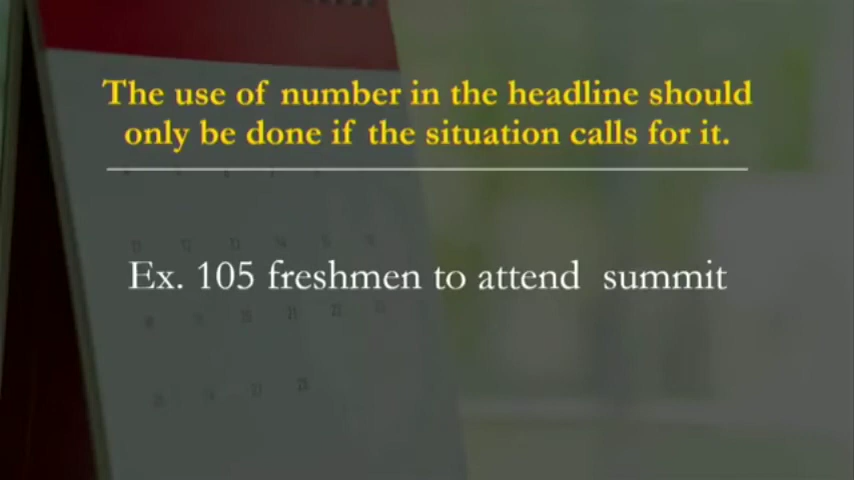 The use of number in the headline should
only be done if the situation calls for it.
Ex. 105 freshmen to attend summit